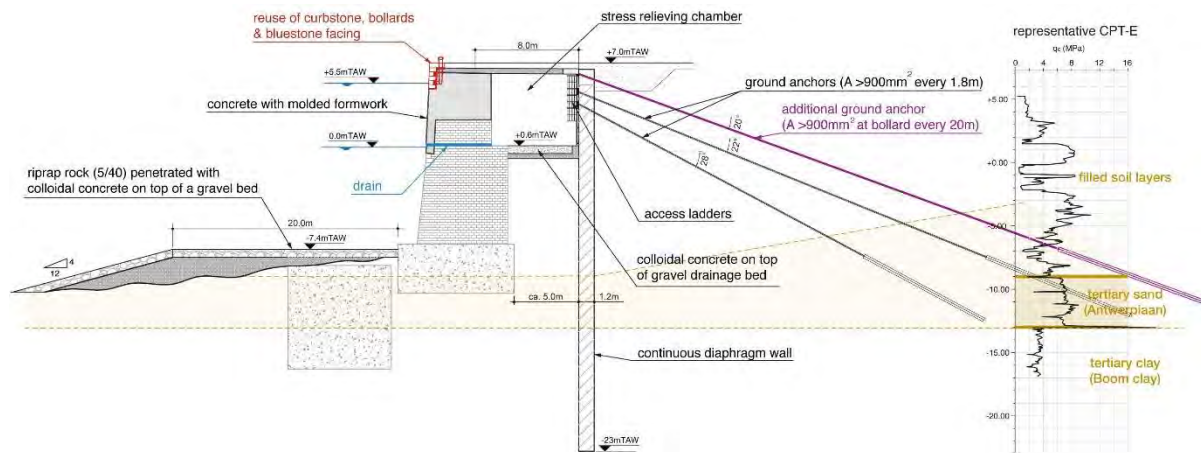 reuse of curbstone, bollards
& bluestone facing
stress relieving chamber
8.0m
+7.0mTAW
+5.5mTAW
concrete with molded formwork
0.0mTAW
+0.6mTAW
drain
riprap rock (5/40) penetrated with
colloidal concrete on top of a gravel bed
20.0m
-7.4mTAW
4
12
access ladders
colloidal concrete on top
of gravel drainage bed
ca. 5.0m
1.2m
continuous diaphragm wall
-23mTAW
ground anchors (A >900mm² every 1.8m)
additional ground anchor
(A >900mm² at bollard every 20m)
20°
22°
28°
representative CPT-E
qc (MPa)
0 4 8 12 16
+5.00
+0.00
-5.00
-10.00
-15.00
-20.00
filled soil layers
tertiary sand
(Antwerpiaan)
tertiary clay
(Boom clay)